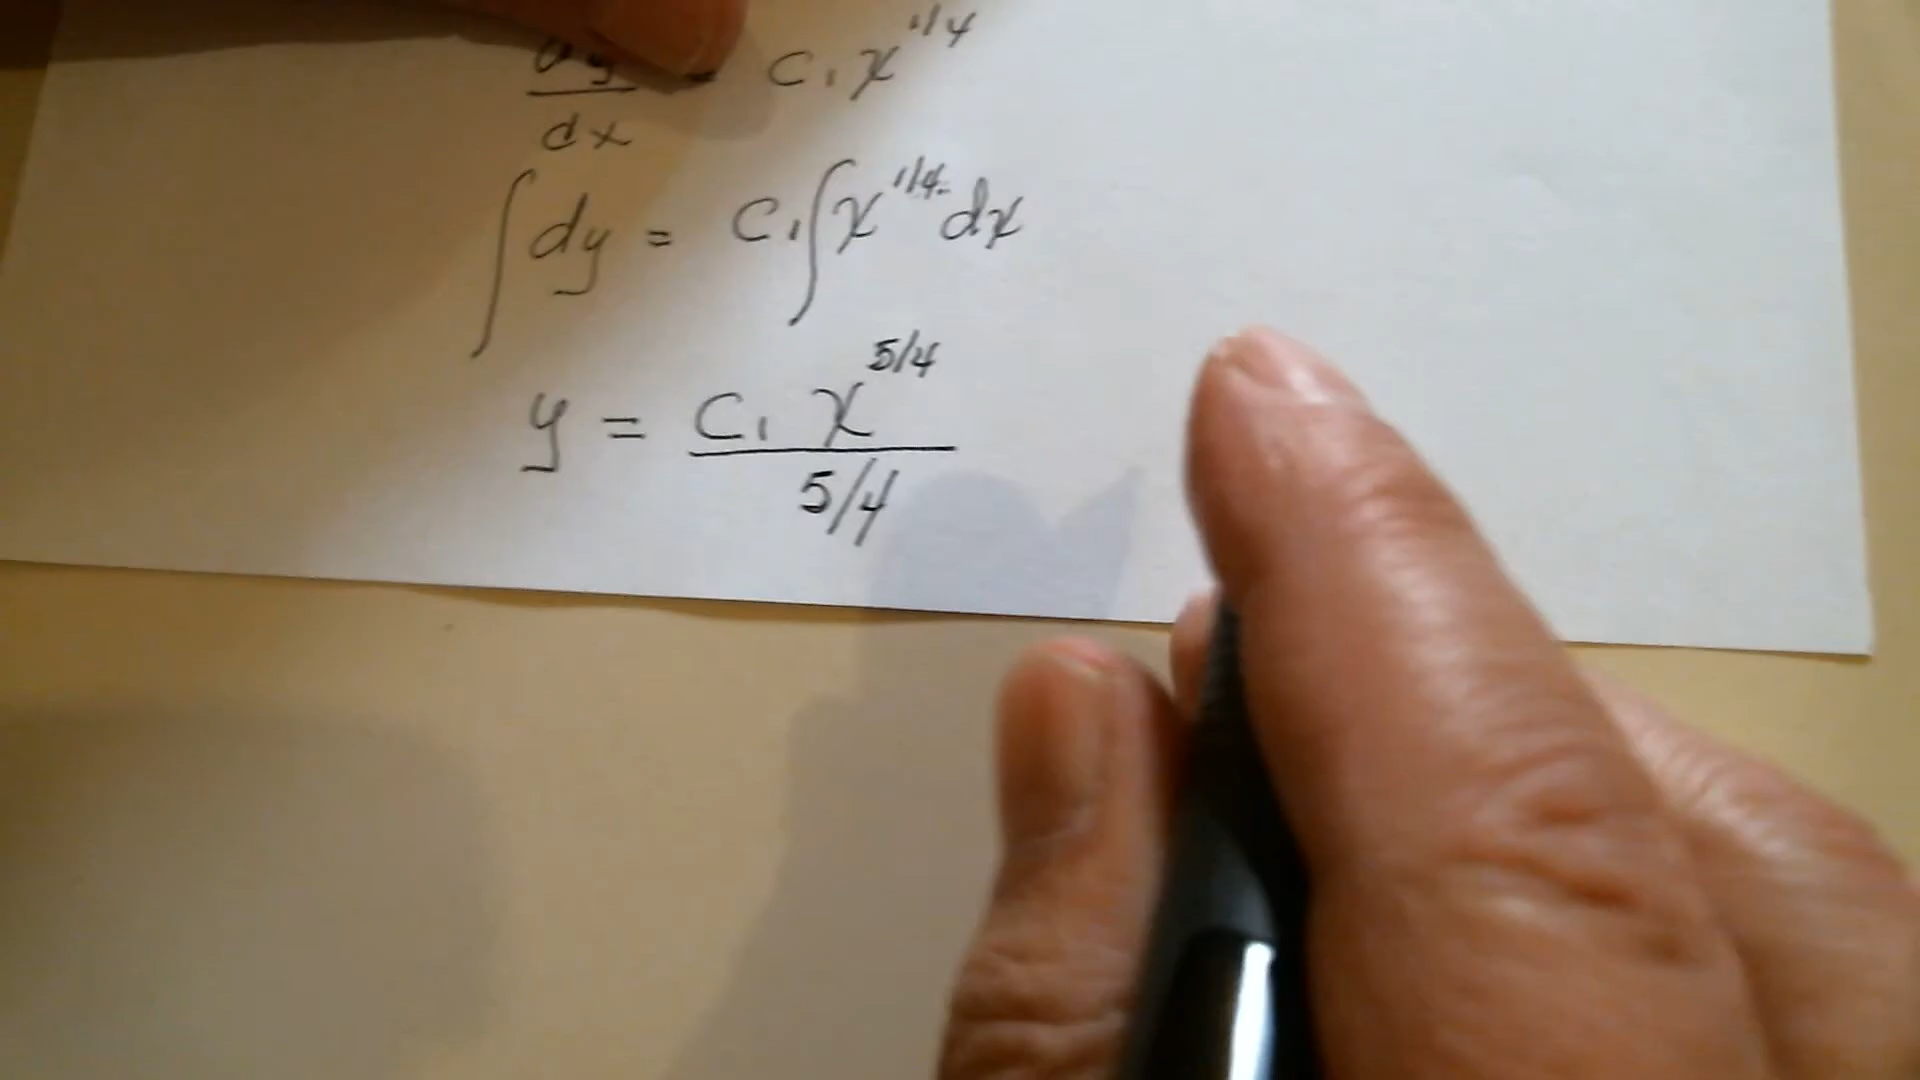 dy/dx = C₁ x^1/4
∫ dy = C₁ ∫ x^1/4 dx
y = C₁ x^5/4 / 5/4